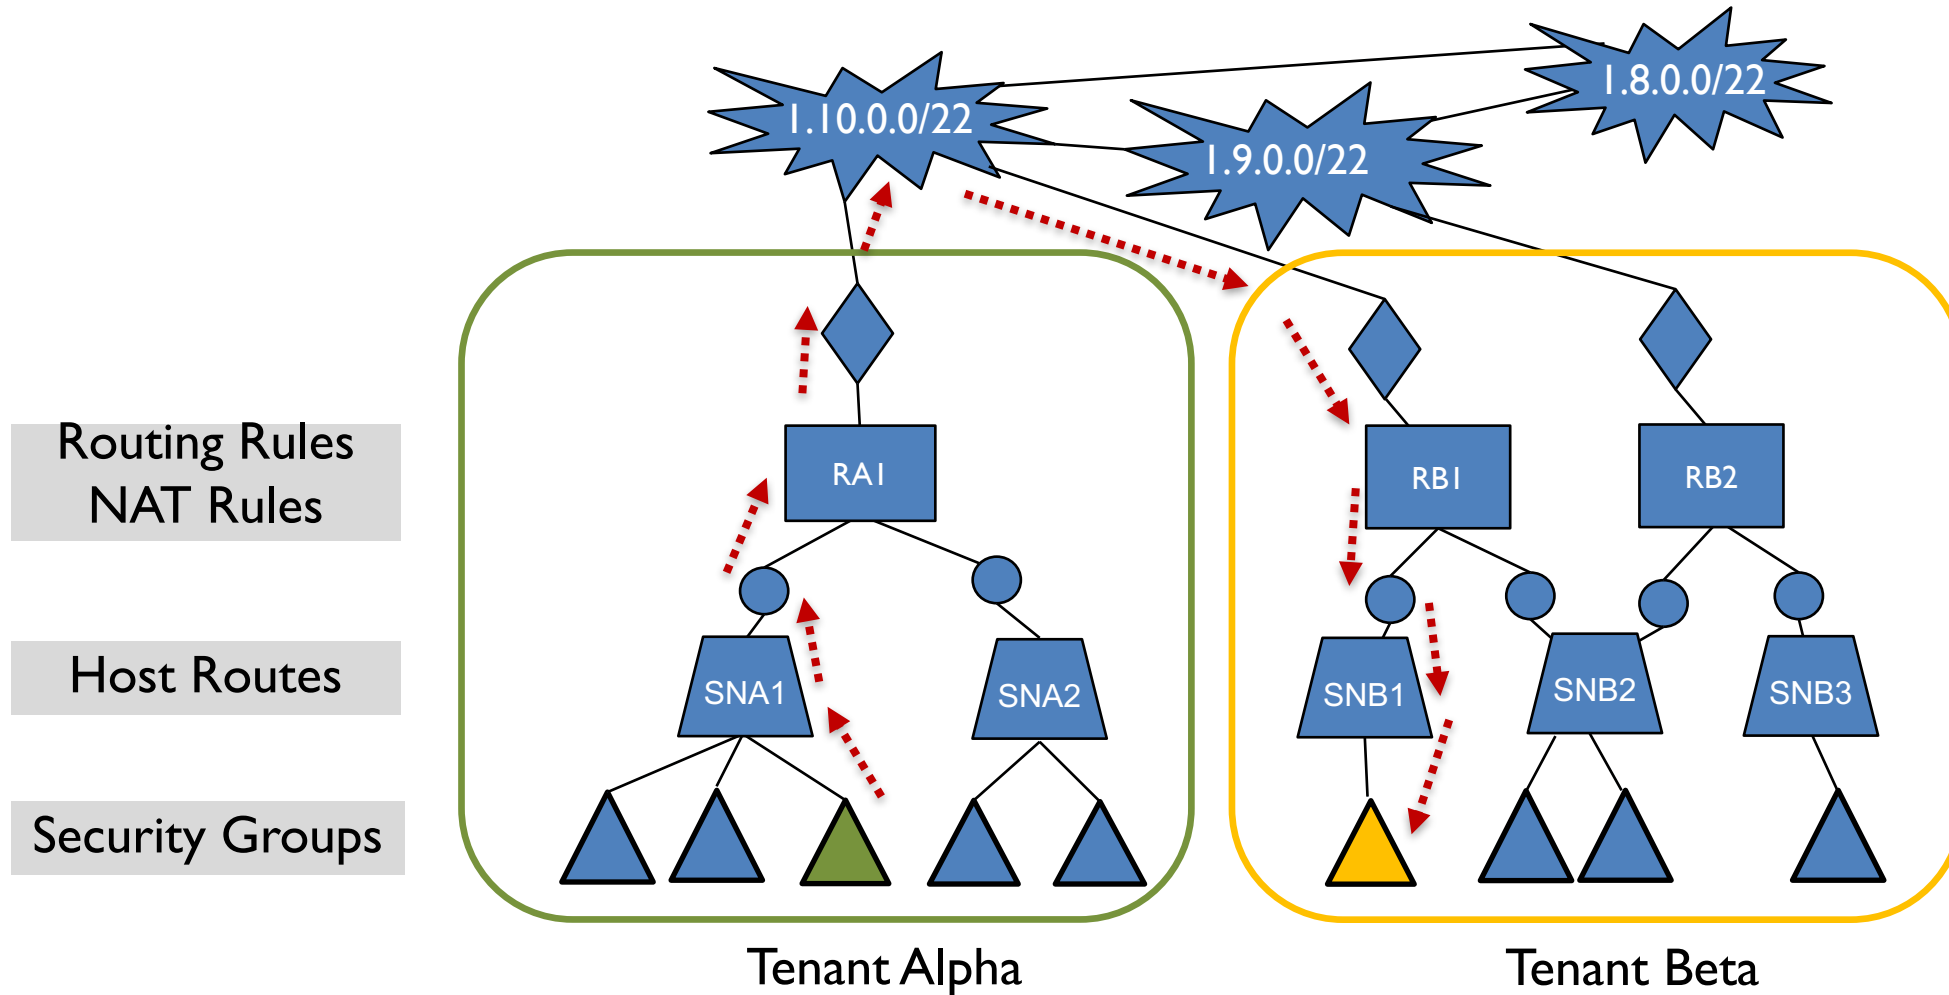 1.8.0.0/22
1.10.0.0/22
1.9.0.0/22
Routing Rules
NAT Rules
RA1
RB1
RB2
Host Routes
SNA1
SNA2
SNB1
SNB2
SNB3
Security Groups
Tenant Alpha
Tenant Beta